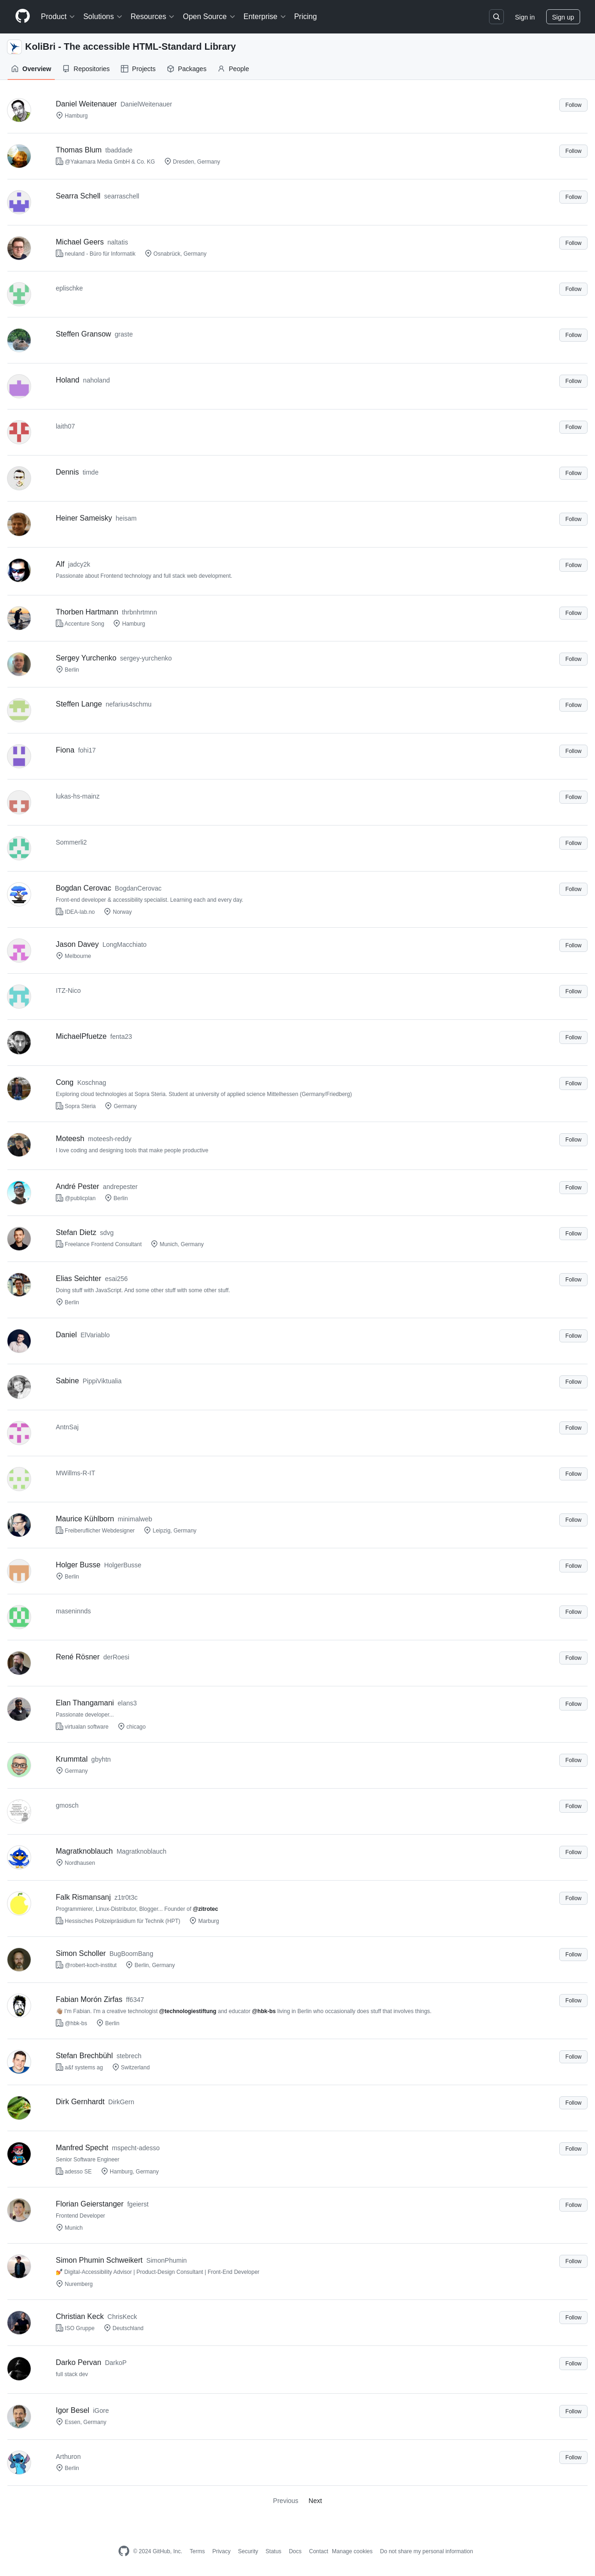 Product Solutions Resources Open Source Enterprise Pricing Sign in Sign up
KoliBri - The accessible HTML-Standard Library
Overview Repositories Projects Packages People
Daniel Weitenauer DanielWeitenauer Follow
Hamburg
Thomas Blum tbaddade Follow
@Yakamara Media GmbH & Co. KG Dresden, Germany
Searra Schell searraschell Follow
Michael Geers naltatis Follow
neuland - Büro für Informatik Osnabrück, Germany
eplischke Follow
Steffen Gransow graste Follow
Holand naholand Follow
laith07 Follow
Dennis timde Follow
Heiner Sameisky heisam Follow
Alf jadcy2k Follow
Passionate about Frontend technology and full stack web development.
Thorben Hartmann thrbnhrtmnn Follow
Accenture Song Hamburg
Sergey Yurchenko sergey-yurchenko Follow
Berlin
Steffen Lange nefarius4schmu Follow
Fiona fohi17 Follow
lukas-hs-mainz Follow
Sommerli2 Follow
Bogdan Cerovac BogdanCerovac Follow
Front-end developer & accessibility specialist. Learning each and every day.
IDEA-lab.no Norway
Jason Davey LongMacchiato Follow
Melbourne
ITZ-Nico Follow
MichaelPfuetze fenta23 Follow
Cong Koschnag Follow
Exploring cloud technologies at Sopra Steria. Student at university of applied science Mittelhessen (Germany/Friedberg)
Sopra Steria Germany
Moteesh moteesh-reddy Follow
I love coding and designing tools that make people productive
André Pester andrepester Follow
@publicplan Berlin
Stefan Dietz sdvg Follow
Freelance Frontend Consultant Munich, Germany
Elias Seichter esai256 Follow
Doing stuff with JavaScript. And some other stuff with some other stuff.
Berlin
Daniel ElVariablo Follow
Sabine PippiViktualia Follow
AntnSaj Follow
MWillms-R-IT Follow
Maurice Kühlborn minimalweb Follow
Freiberuflicher Webdesigner Leipzig, Germany
Holger Busse HolgerBusse Follow
Berlin
maseninnds Follow
René Rösner derRoesi Follow
Elan Thangamani elans3 Follow
Passionate developer...
virtualan software chicago
Krummtal gbyhtn Follow
Germany
gmosch Follow
Magratknoblauch Magratknoblauch Follow
Nordhausen
Falk Rismansanj z1tr0t3c Follow
Programmierer, Linux-Distributor, Blogger... Founder of @zitrotec
Hessisches Polizeipräsidium für Technik (HPT) Marburg
Simon Scholler BugBoomBang Follow
@robert-koch-institut Berlin, Germany
Fabian Morón Zirfas ff6347 Follow
I'm Fabian. I'm a creative technologist @technologiestiftung and educator @hbk-bs living in Berlin who occasionally does stuff that involves things.
@hbk-bs Berlin
Stefan Brechbühl stebrech Follow
a&f systems ag Switzerland
Dirk Gernhardt DirkGern Follow
Manfred Specht mspecht-adesso Follow
Senior Software Engineer
adesso SE Hamburg, Germany
Florian Geierstanger fgeierst Follow
Frontend Developer
Munich
Simon Phumin Schweikert SimonPhumin Follow
💅 Digital-Accessibility Advisor | Product-Design Consultant | Front-End Developer
Nuremberg
Christian Keck ChrisKeck Follow
ISO Gruppe Deutschland
Darko Pervan DarkoP Follow
full stack dev
Igor Besel iGore Follow
Essen, Germany
Arthuron Follow
Berlin
Previous Next
© 2024 GitHub, Inc. Terms Privacy Security Status Docs Contact Manage cookies Do not share my personal information